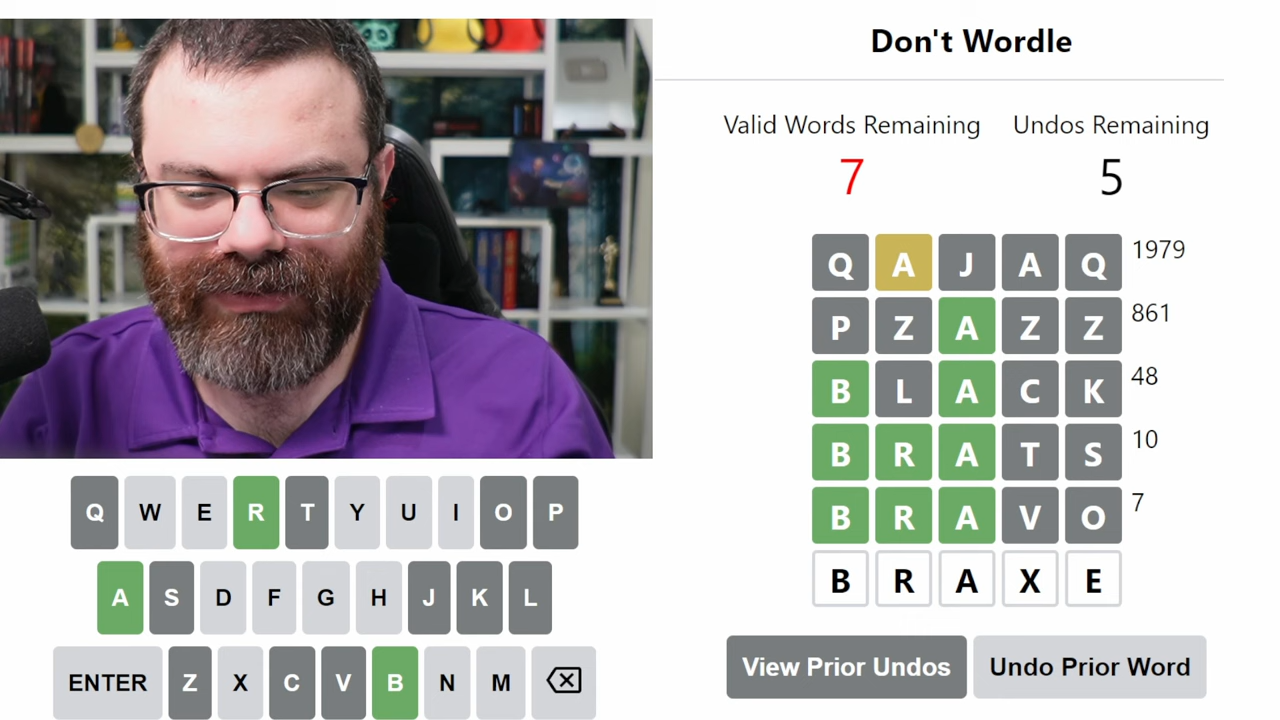 Don't Wordle
Valid Words Remaining
7
Undos Remaining
5
Q A J A Q 1979
P Z A Z Z 861
B L A C K 48
B R A T S 10
B R A V O 7
B R A X E
View Prior Undos
Undo Prior Word
Q W E R T Y U I O P
A S D F G H J K L
ENTER Z X C V B N M